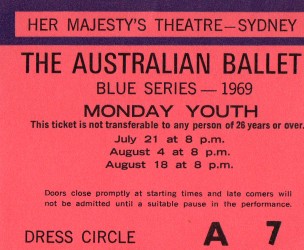 HER MAJESTY'S THEATRE—SYDNEY
THE AUSTRALIAN BALLET
BLUE SERIES — 1969
MONDAY YOUTH
This ticket is not transferable to any person of 26 years or over.
July 21 at 8 p.m.
August 4 at 8 p.m.
August 18 at 8 p.m.
Doors close promptly at starting times and late comers will
not be admitted until a suitable pause in the performance.
DRESS CIRCLE A 7